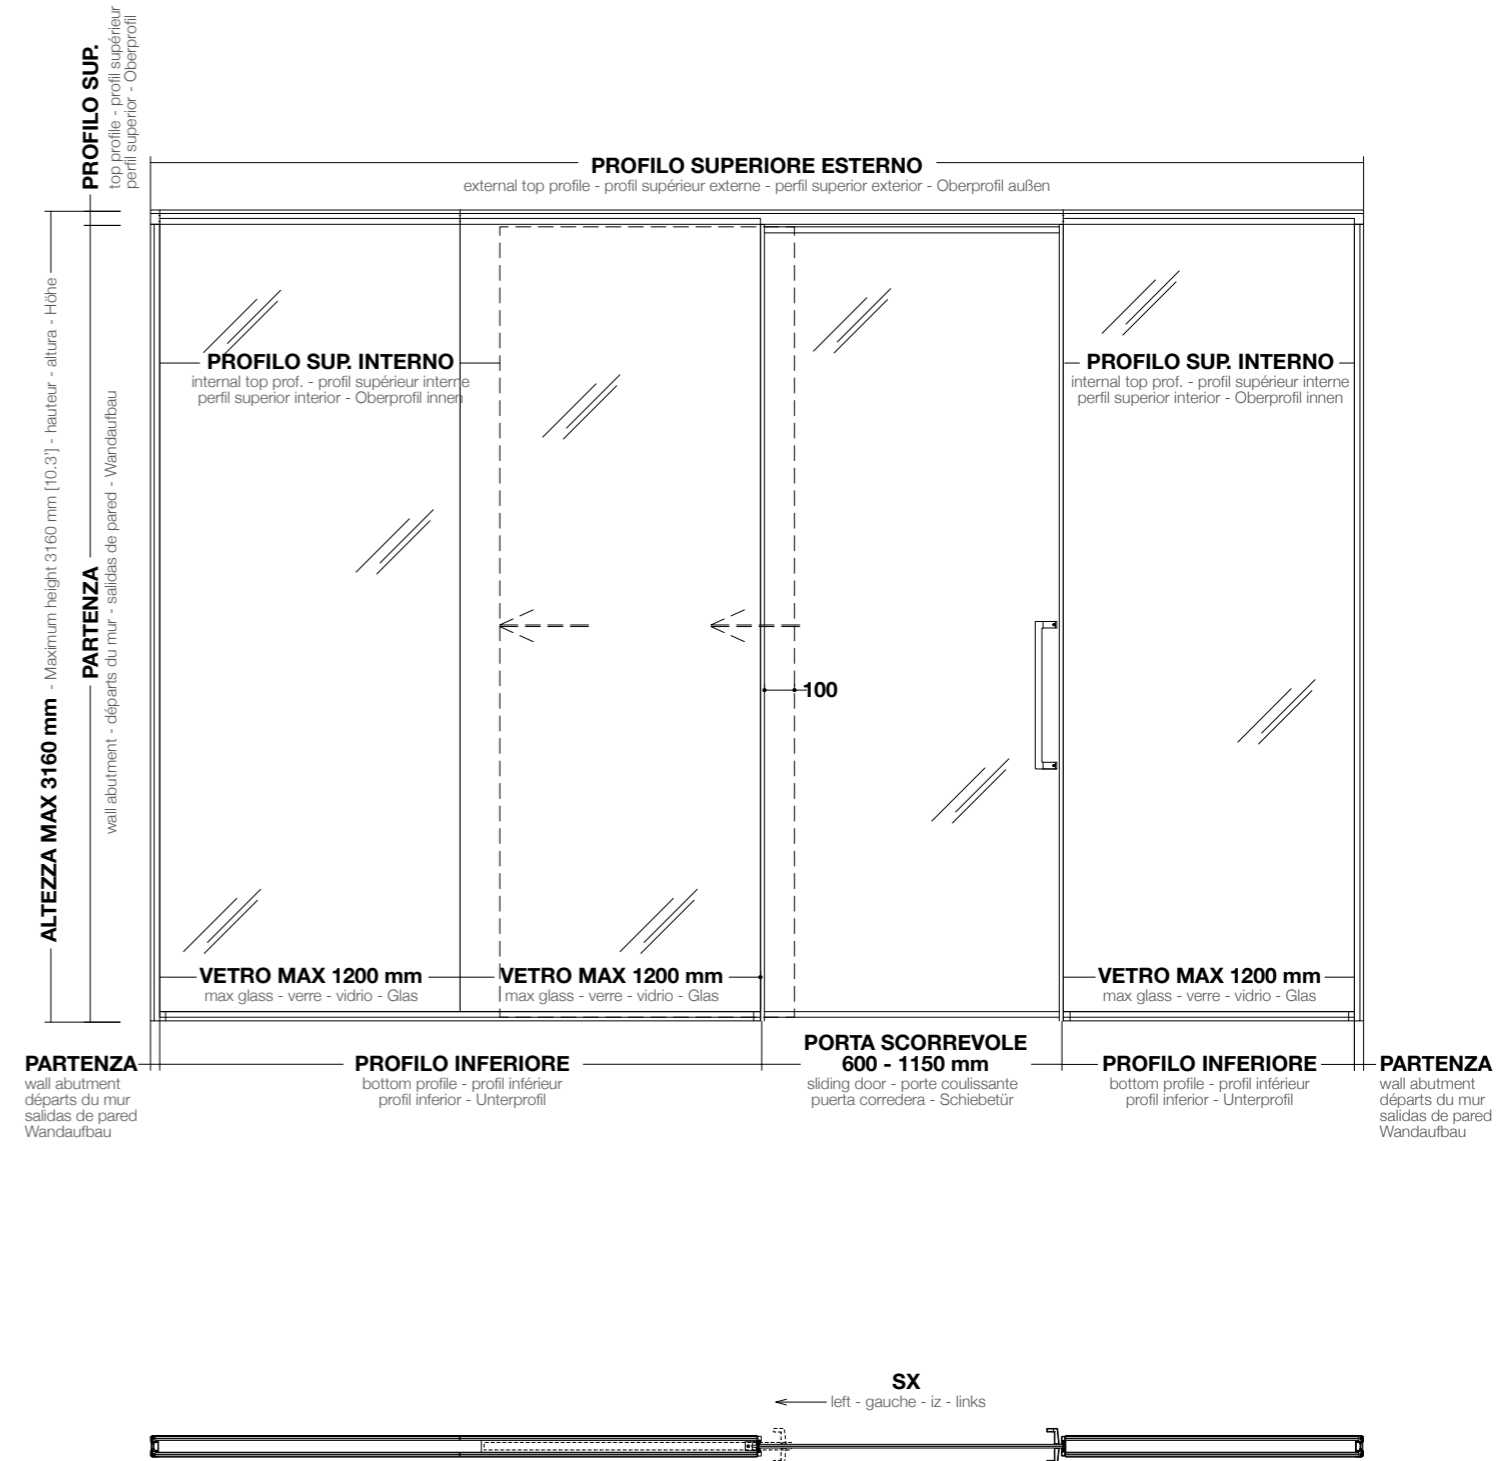 PROFILO SUP.
top profile - profil supérieur
perfil superior - Oberprofil
PROFILO SUPERIORE ESTERNO
external top profile - profil supérieur externe - perfil superior exterior - Oberprofil außen
ALTEZZA MAX 3160 mm - Maximum height 3160 mm [10.3'] - hauteur - altura - Höhe
PARTENZA
wall abutment - départs du mur - salidas de pared - Wandaufbau
PROFILO SUP. INTERNO
internal top prof. - profil supérieur interne
perfil superior interior - Oberprofil innen
PROFILO SUP. INTERNO
internal top prof. - profil supérieur interne
perfil superior interior - Oberprofil innen
100
VETRO MAX 1200 mm
max glass - verre - vidrio - Glas
VETRO MAX 1200 mm
max glass - verre - vidrio - Glas
VETRO MAX 1200 mm
max glass - verre - vidrio - Glas
PARTENZA
wall abutment
départs du mur
salidas de pared
Wandaufbau
PROFILO INFERIORE
bottom profile - profil inférieur
profil inferior - Unterprofil
PORTA SCORREVOLE
600 - 1150 mm
sliding door - porte coulissante
puerta corredera - Schiebetür
PROFILO INFERIORE
bottom profile - profil inférieur
profil inferior - Unterprofil
PARTENZA
wall abutment
départs du mur
salidas de pared
Wandaufbau
SX
left - gauche - iz - links